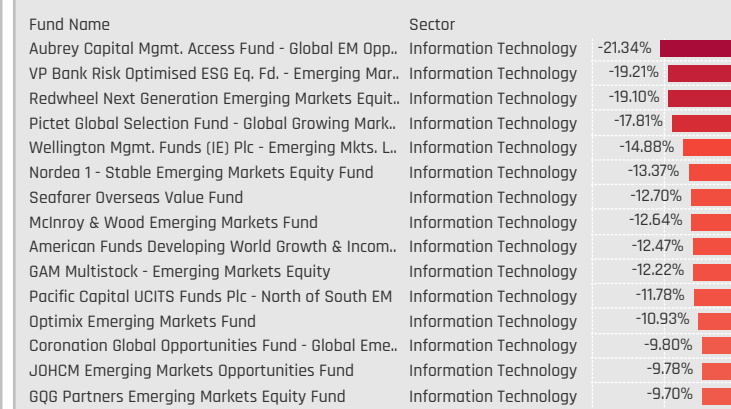 Fund Name Sector
Aubrey Capital Mgmt. Access Fund - Global EM Opp.. Information Technology -21.34%
VP Bank Risk Optimised ESG Eq. Fd. - Emerging Mar.. Information Technology -19.21%
Redwheel Next Generation Emerging Markets Equit.. Information Technology -19.10%
Pictet Global Selection Fund - Global Growing Mark.. Information Technology -17.81%
Wellington Mgmt. Funds (IE) Plc - Emerging Mkts. L.. Information Technology -14.88%
Nordea 1 - Stable Emerging Markets Equity Fund Information Technology -13.37%
Seafarer Overseas Value Fund Information Technology -12.70%
McInroy & Wood Emerging Markets Fund Information Technology -12.64%
American Funds Developing World Growth & Incom.. Information Technology -12.47%
GAM Multistock - Emerging Markets Equity Information Technology -12.22%
Pacific Capital UCITS Funds Plc - North of South EM Information Technology -11.78%
Optimix Emerging Markets Fund Information Technology -10.93%
Coronation Global Opportunities Fund - Global Eme.. Information Technology -9.80%
JOHCM Emerging Markets Opportunities Fund Information Technology -9.78%
GQG Partners Emerging Markets Equity Fund Information Technology -9.70%